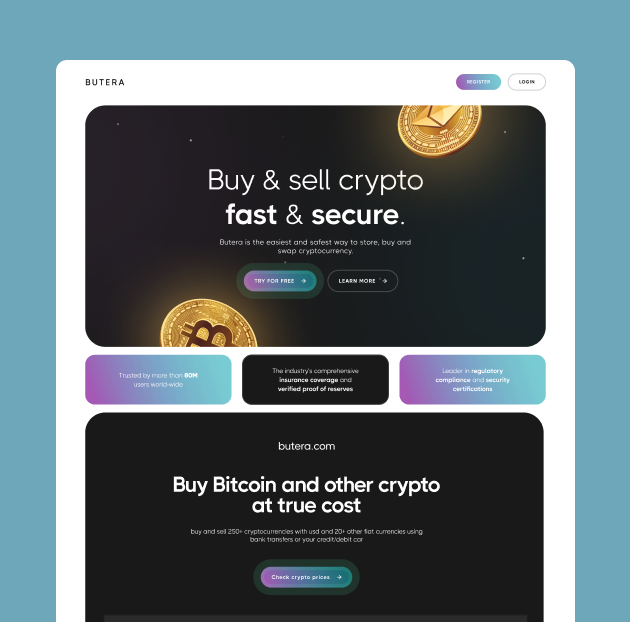 BUTERA
REGISTER
LOGIN
Buy & sell crypto
fast & secure.
Butera is the easiest and safest way to store, buy and
swap cryptocurrency.
TRY FOR FREE
LEARN MORE
Trusted by more than 80M
users world-wide
The industry's comprehensive
insurance coverage and
verified proof of reserves
Leader in regulatory
compliance and security
certifications
butera.com
Buy Bitcoin and other crypto
at true cost
buy and sell 250+ cryptocurrencies with usd and 20+ other fiat currencies using
bank transfers or your credit/debit car
Check crypto prices